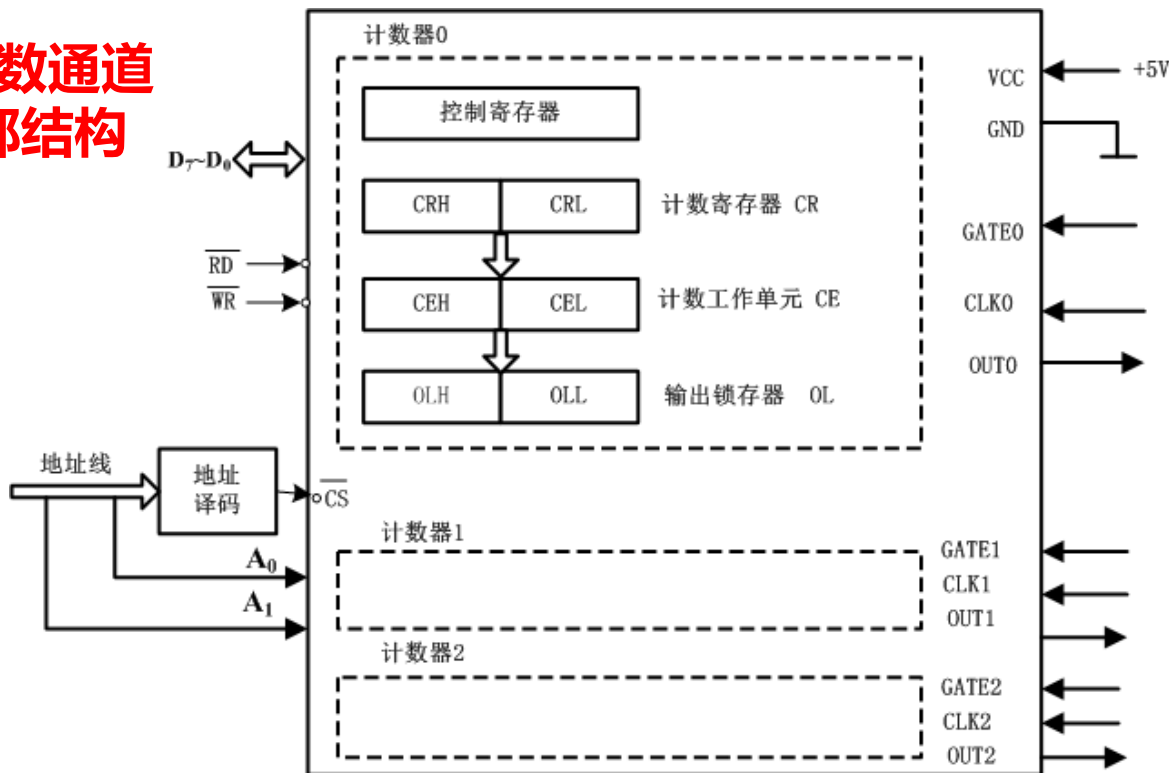 数通道
部结构
计数器0
控制寄存器
CRH CRL 计数寄存器 CR
CEH CEL 计数工作单元 CE
OLH OLL 输出锁存器 OL
D₇~D₀
RD
WR
地址线
地址
译码
CS
A₀
A₁
计数器1
计数器2
VCC +5V
GND
GATE0
CLK0
OUT0
GATE1
CLK1
OUT1
GATE2
CLK2
OUT2